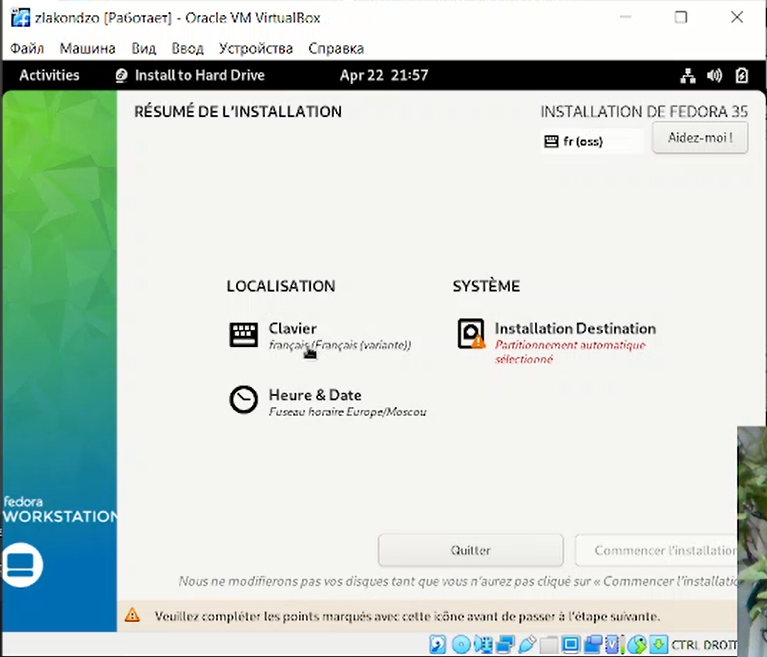 zlakondzo [Работает] - Oracle VM VirtualBox
Файл Машина Вид Ввод Устройства Справка
Activities Install to Hard Drive Apr 22 21:57
RÉSUMÉ DE L'INSTALLATION
INSTALLATION DE FEDORA 35
fr (oss)
Aidez-moi !
LOCALISATION
Clavier
français (Français (variante))
Heure & Date
Fuseau horaire Europe/Moscou
SYSTÈME
Installation Destination
Partitionnement automatique
sélectionné
fedora
WORKSTATION
Quitter
Commencer l'installation
Nous ne modifierons pas vos disques tant que vous n'aurez pas cliqué sur « Commencer l'installatio
Veuillez compléter les points marqués avec cette icône avant de passer à l'étape suivante.
CTRL DROIT